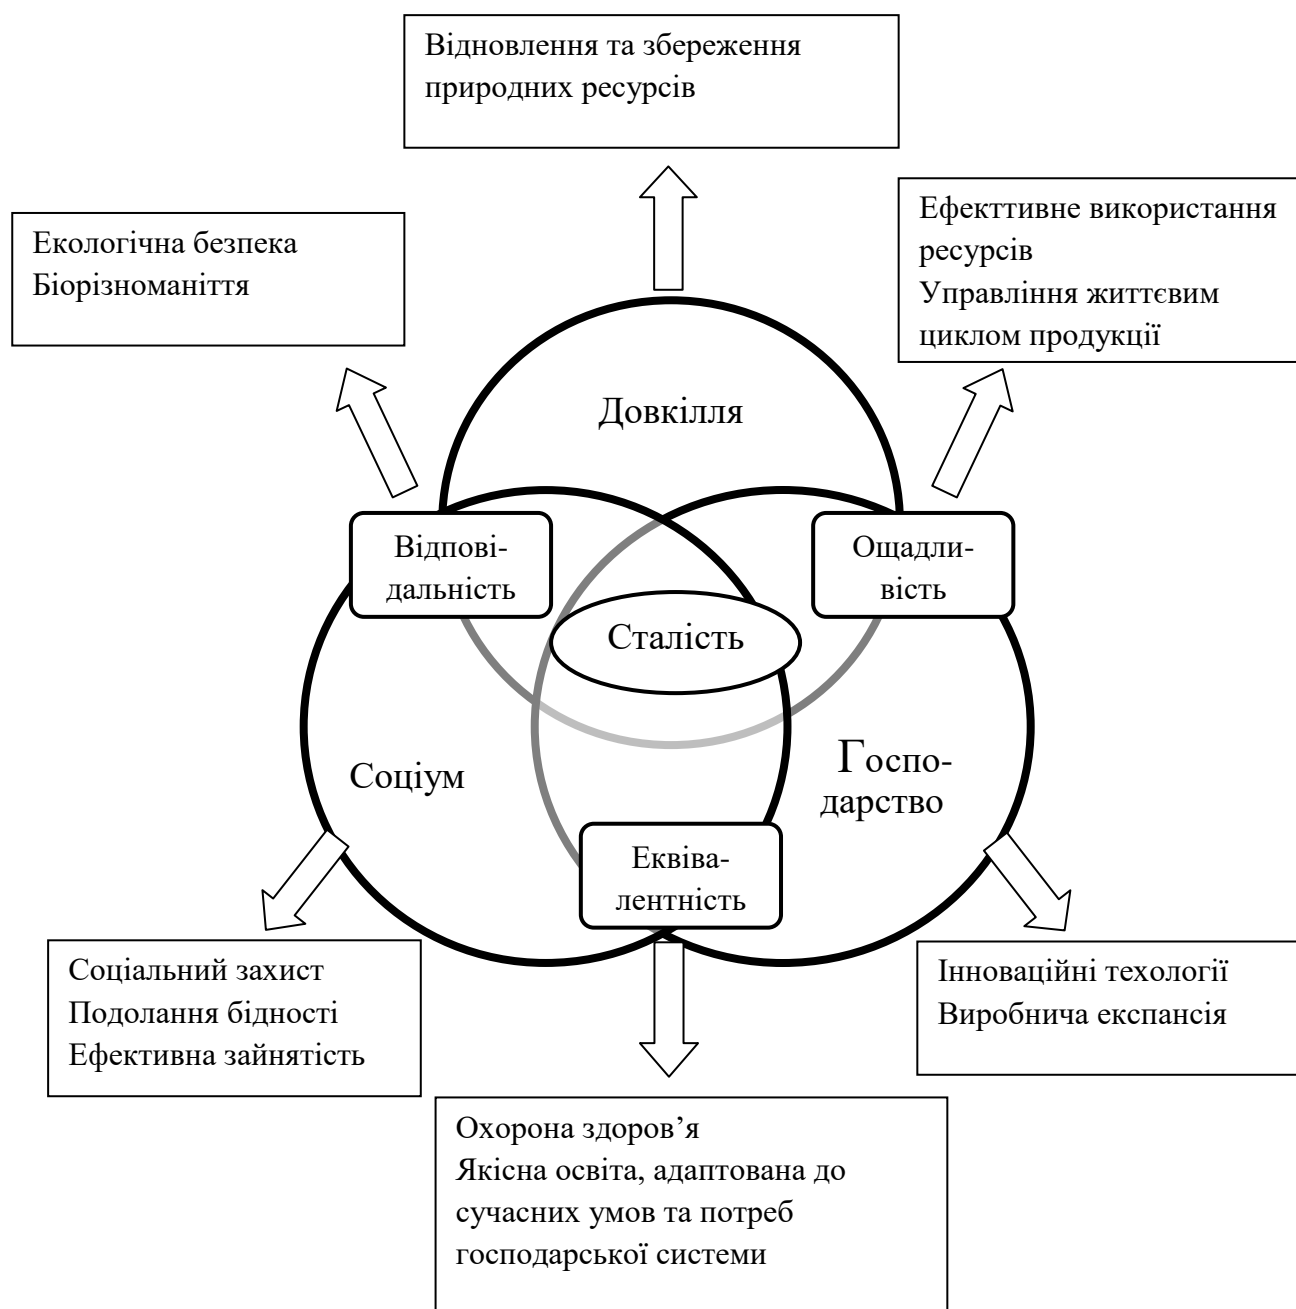 Відновлення та збереження
природних ресурсів
Екологічна безпека
Біорізноманіття
Ефекттивне використання
ресурсів
Управління життєвим
циклом продукції
Довкілля
Відпові-
дальність
Ощадли-
вість
Сталість
Соціум
Госпо-
дарство
Еквіва-
лентність
Соціальний захист
Подолання бідності
Ефективна зайнятість
Інноваційні техології
Виробнича експансія
Охорона здоров’я
Якісна освіта, адаптована до
сучасних умов та потреб
господарської системи